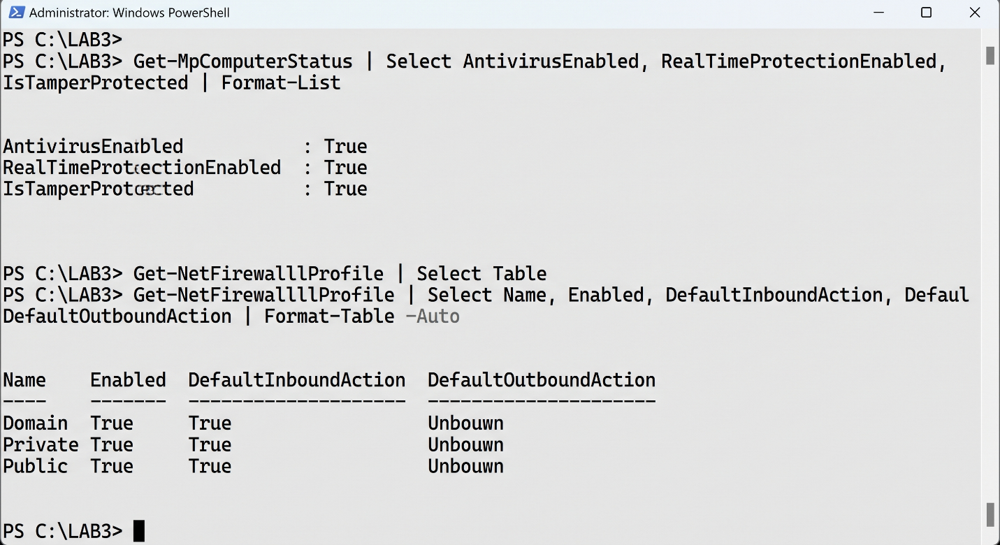 Administrator: Windows PowerShell
PS C:\LAB3>
PS C:\LAB3> Get-MpComputerStatus | Select AntivirusEnabled, RealTimeProtectionEnabled,
IsTamperProtected | Format-List
AntivirusEnabled : True
RealTimeProtectionEnabled : True
IsTamperProtected : True
PS C:\LAB3> Get-NetFirewalllProfile | Select Table
PS C:\LAB3> Get-NetFirewallllProfile | Select Name, Enabled, DefaultInboundAction, Defaul
DefaultOutboundAction | Format-Table -Auto
Name Enabled DefaultInboundAction DefaultOutboundAction
---- ------- -------------------- ---------------------
Domain True True Unbouwn
Private True True Unbouwn
Public True True Unbouwn
PS C:\LAB3>